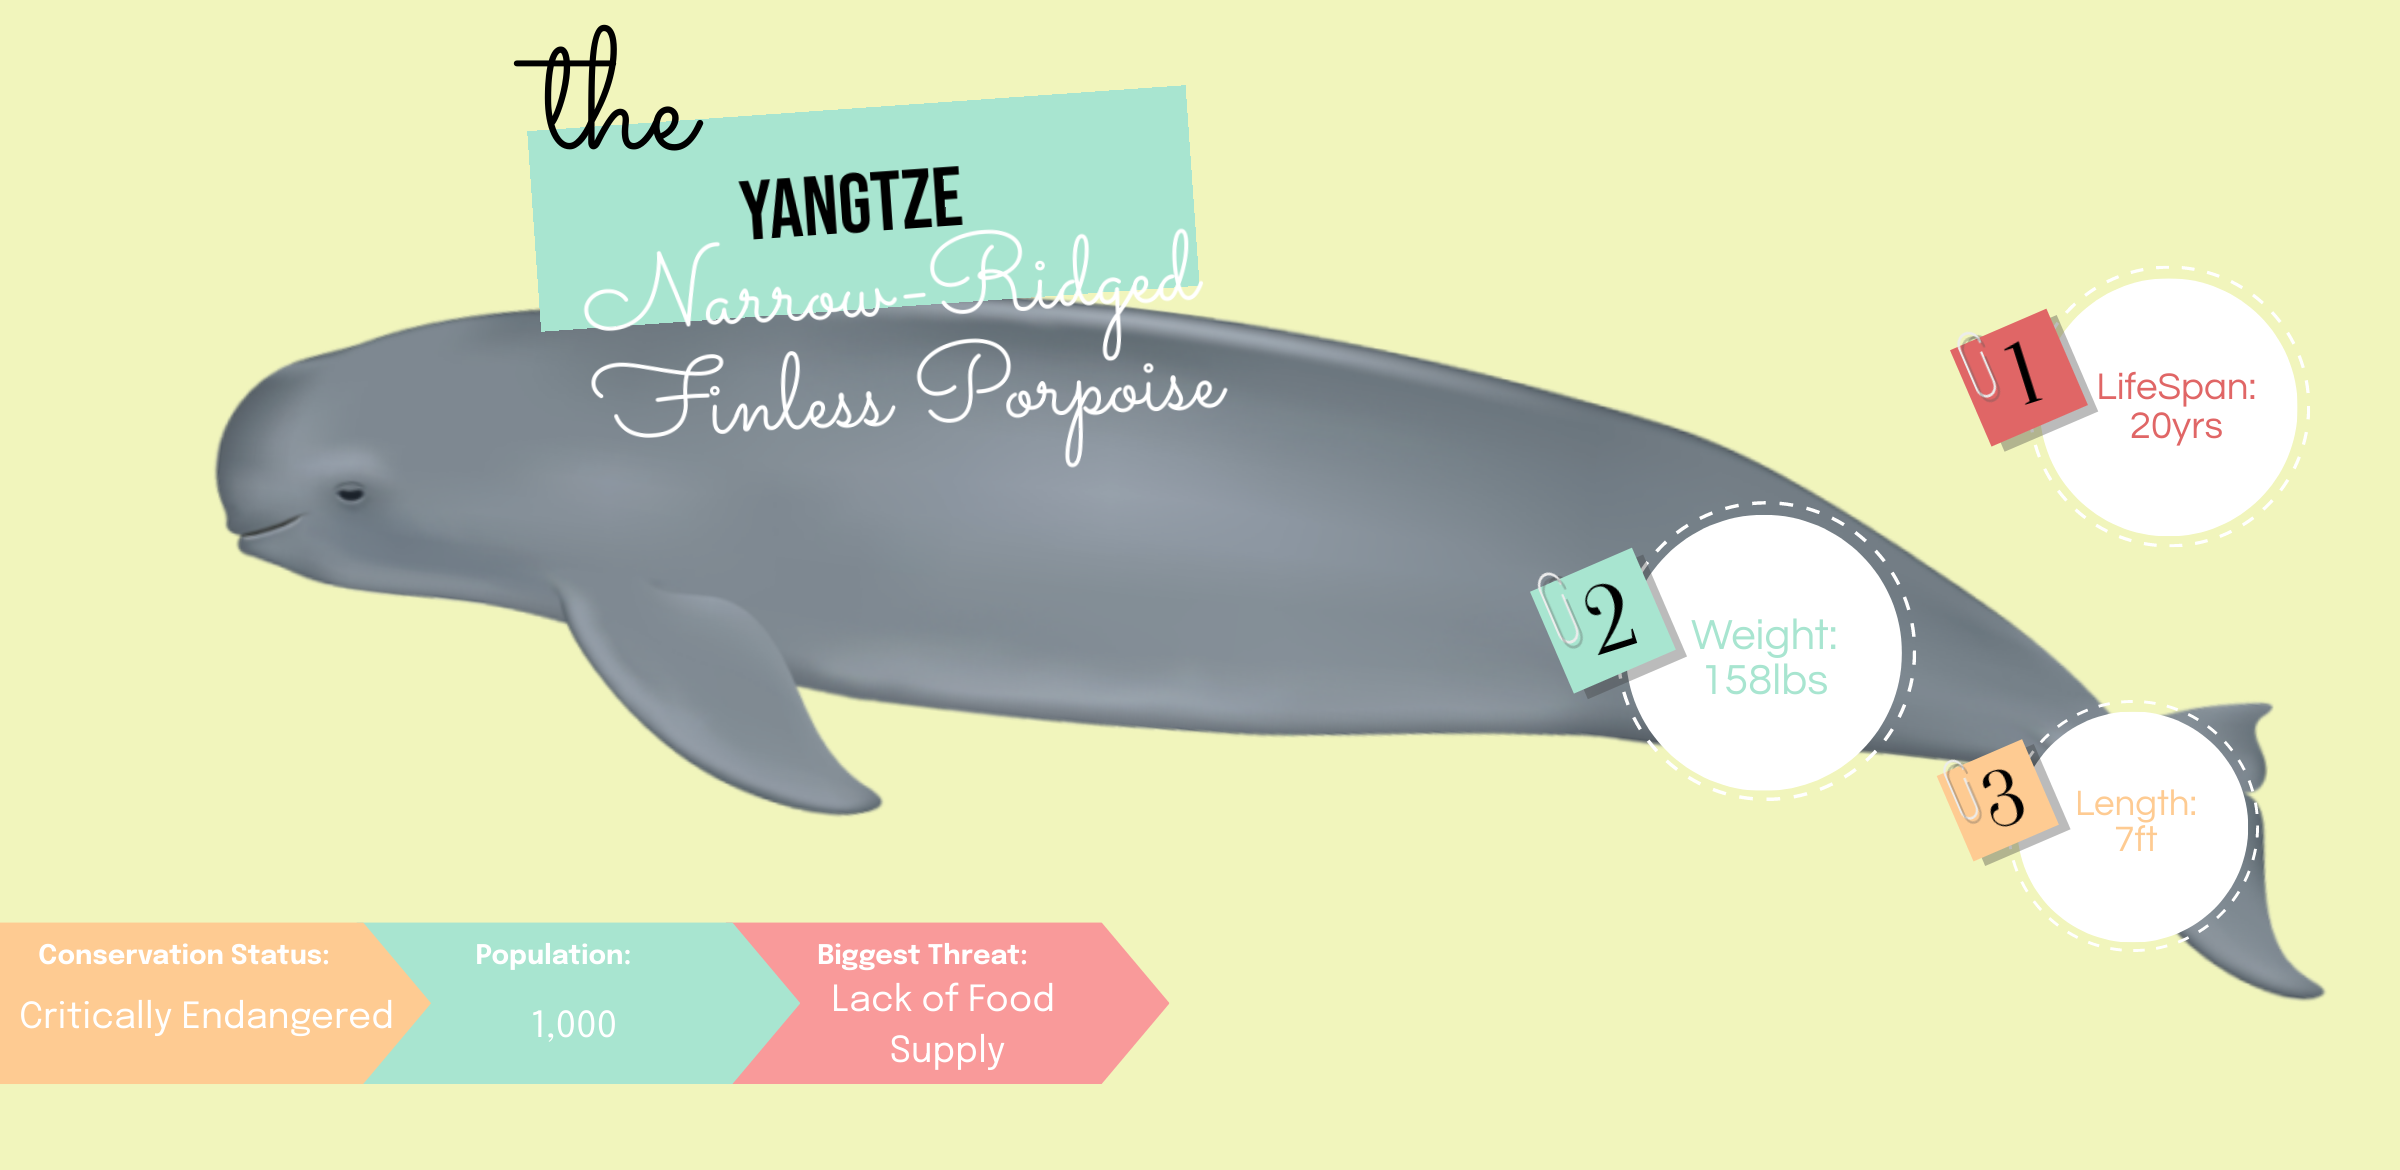 the
YANGTZE
Narrow-Ridged
Finless Porpoise
1
LifeSpan:
20yrs
2
Weight:
158lbs
3
Length:
7ft
Conservation Status:
Critically Endangered
Population:
1,000
Biggest Threat:
Lack of Food
Supply